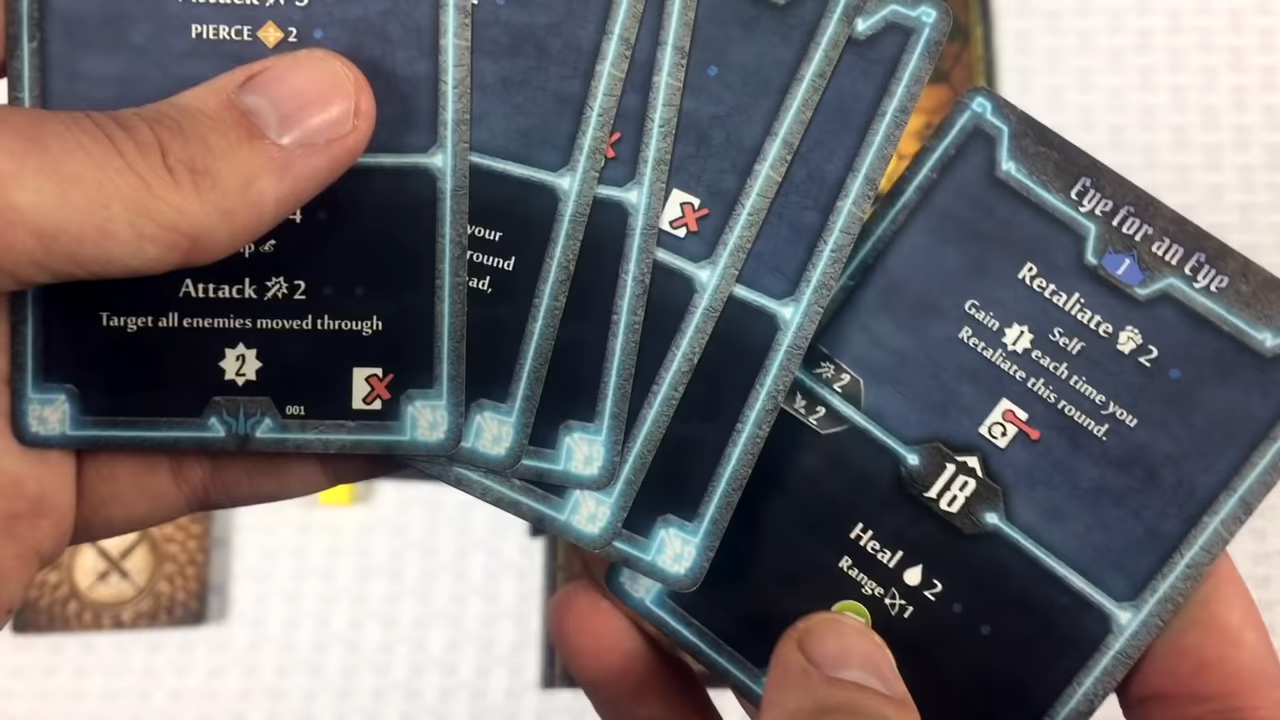 PIERCE 2
4
Attack 2
Target all enemies moved through
2
001
your
round
ad,
2
2
Eye for an Eye
1
Retaliate 2
Self
Gain 1 each time you
Retaliate this round.
18
Heal 2
Range 1